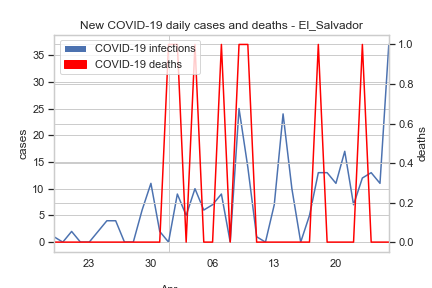 New COVID-19 daily cases and deaths - El_Salvador
COVID-19 infections
COVID-19 deaths
cases
35
30
25
20
15
10
5
0
1.0
0.8
0.6
0.4
0.2
0.0
deaths
23 30 06 13 20